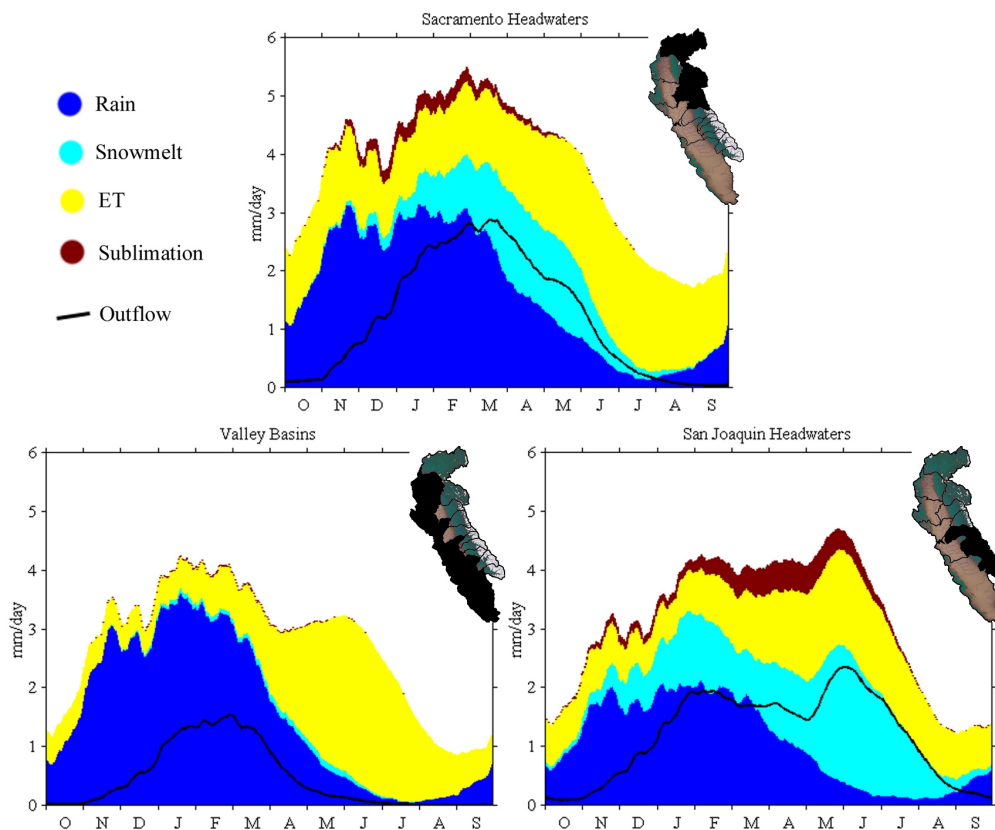 Sacramento Headwaters
Rain
Snowmelt
ET
Sublimation
Outflow
mm/day
6
5
4
3
2
1
0
O N D J F M A M J J A S
Valley Basins
mm/day
6
5
4
3
2
1
0
O N D J F M A M J J A S
San Joaquin Headwaters
mm/day
6
5
4
3
2
1
0
O N D J F M A M J J A S